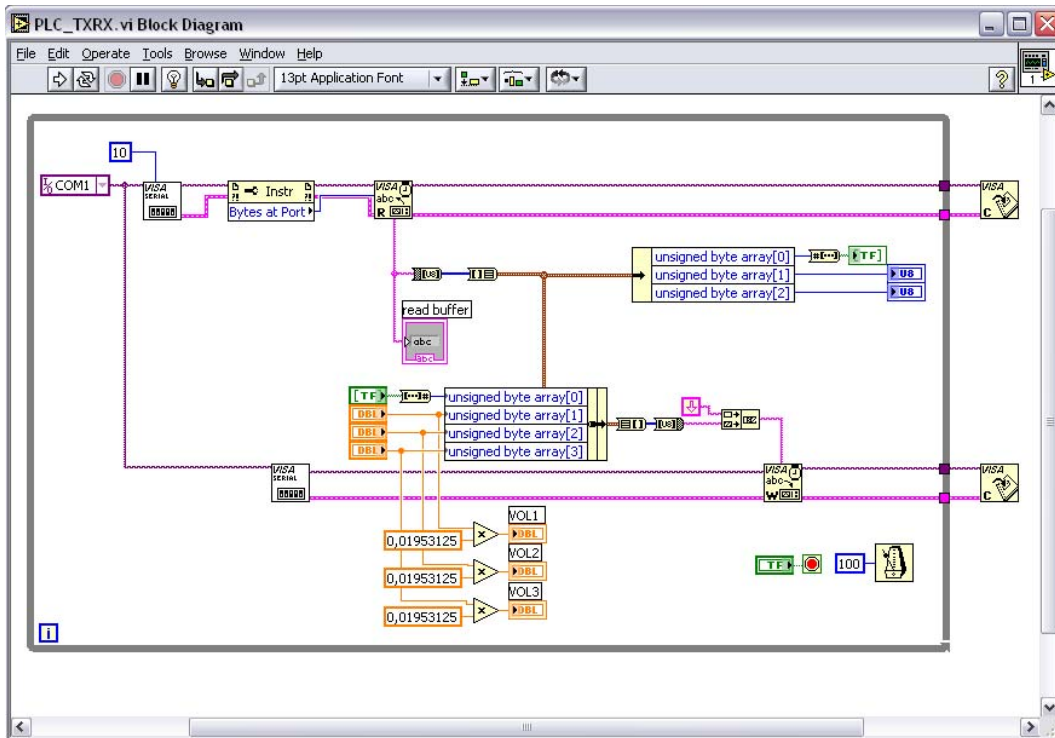 PLC_TXRX.vi Block Diagram
File Edit Operate Tools Browse Window Help
13pt Application Font
?
1
10
I/O COM1
VISA SERIAL
Instr
Bytes at Port
VISA abc R
VISA C
unsigned byte array[0]
unsigned byte array[1]
unsigned byte array[2]
TF
U8
U8
[U8]
read buffer
abc
abc
TF
DBL
DBL
DBL
unsigned byte array[0]
unsigned byte array[1]
unsigned byte array[2]
unsigned byte array[3]
[U8]
VISA SERIAL
VISA abc W
VISA C
VOL1
0,01953125
DBL
VOL2
0,01953125
DBL
VOL3
0,01953125
DBL
TF
100
i